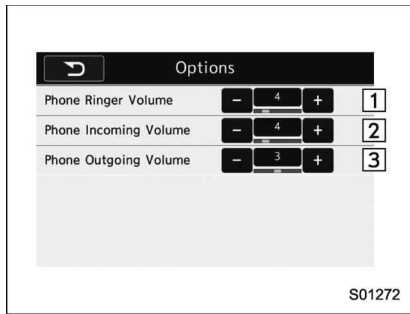 Options
Phone Ringer Volume - 4 + 1
Phone Incoming Volume - 4 + 2
Phone Outgoing Volume - 3 + 3
S01272